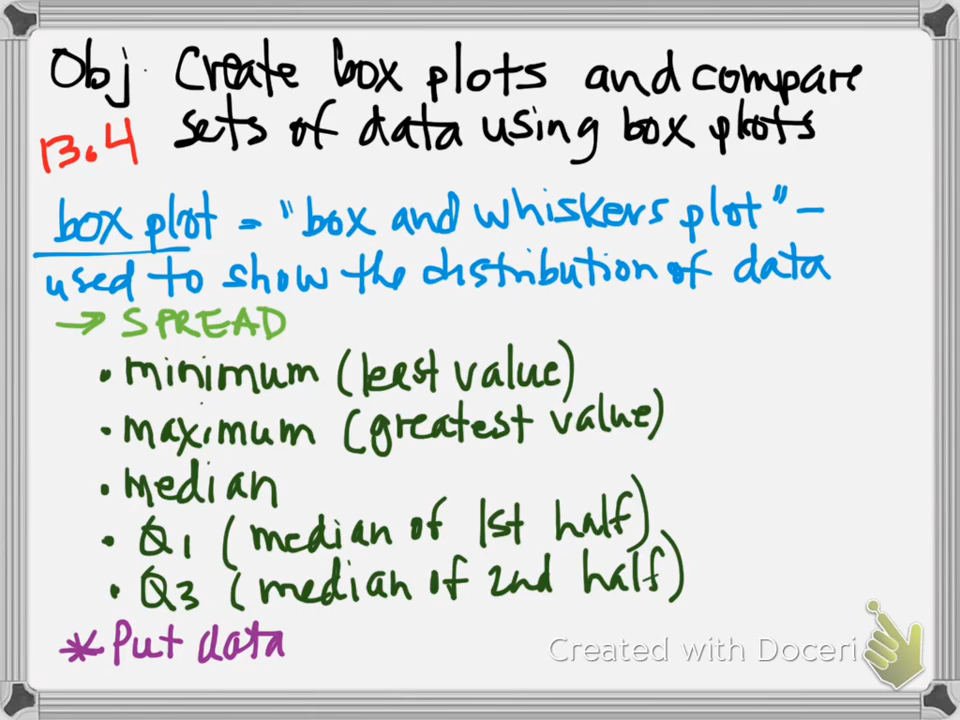 Obj. Create box plots and compare
13.4 sets of data using box plots
box plot = "box and whiskers plot" -
used to show the distribution of data
→ SPREAD
• minimum (least value)
• maximum (greatest value)
• median
• Q1 (median of 1st half)
• Q3 (median of 2nd half)
* Put data
Created with Doceri